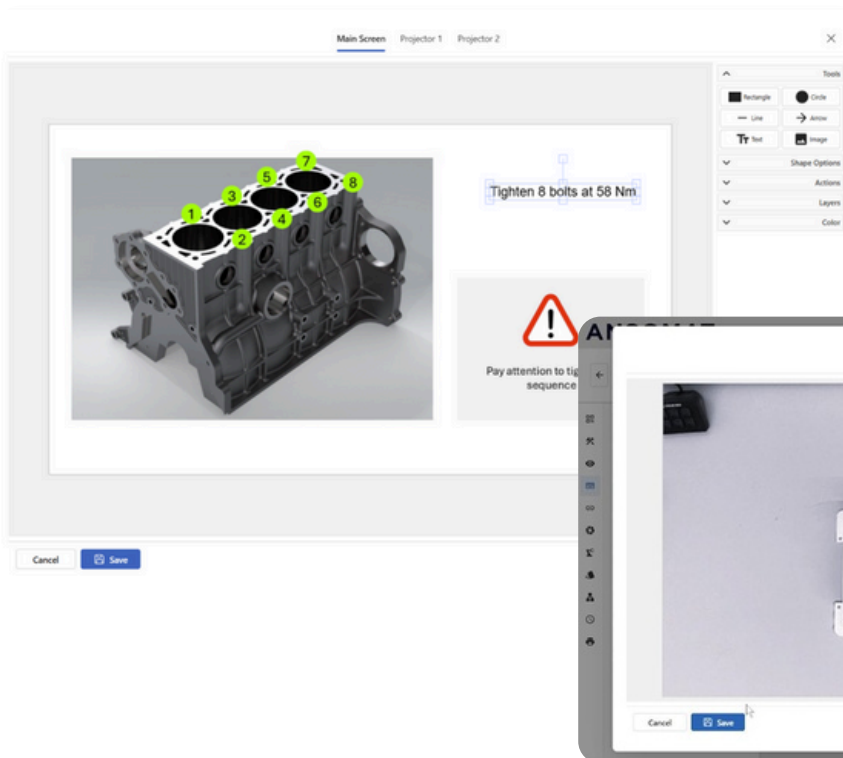 Main Screen Projector 1 Projector 2
Tools
Rectangle Circle
Line Arrow
Text Image
Shape Options
Actions
Layers
Color
7
5
8
3
6
1
4
2
Tighten 8 bolts at 58 Nm
Pay attention to tig
sequence
Cancel Save
Cancel Save